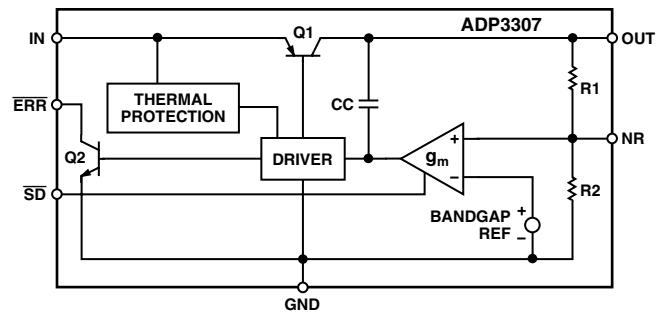 ADP3307
IN
Q1
OUT
THERMAL
PROTECTION
CC
R1
ERR
Q2
DRIVER
gm
+
−
NR
SD
R2
BANDGAP
REF
+
−
GND